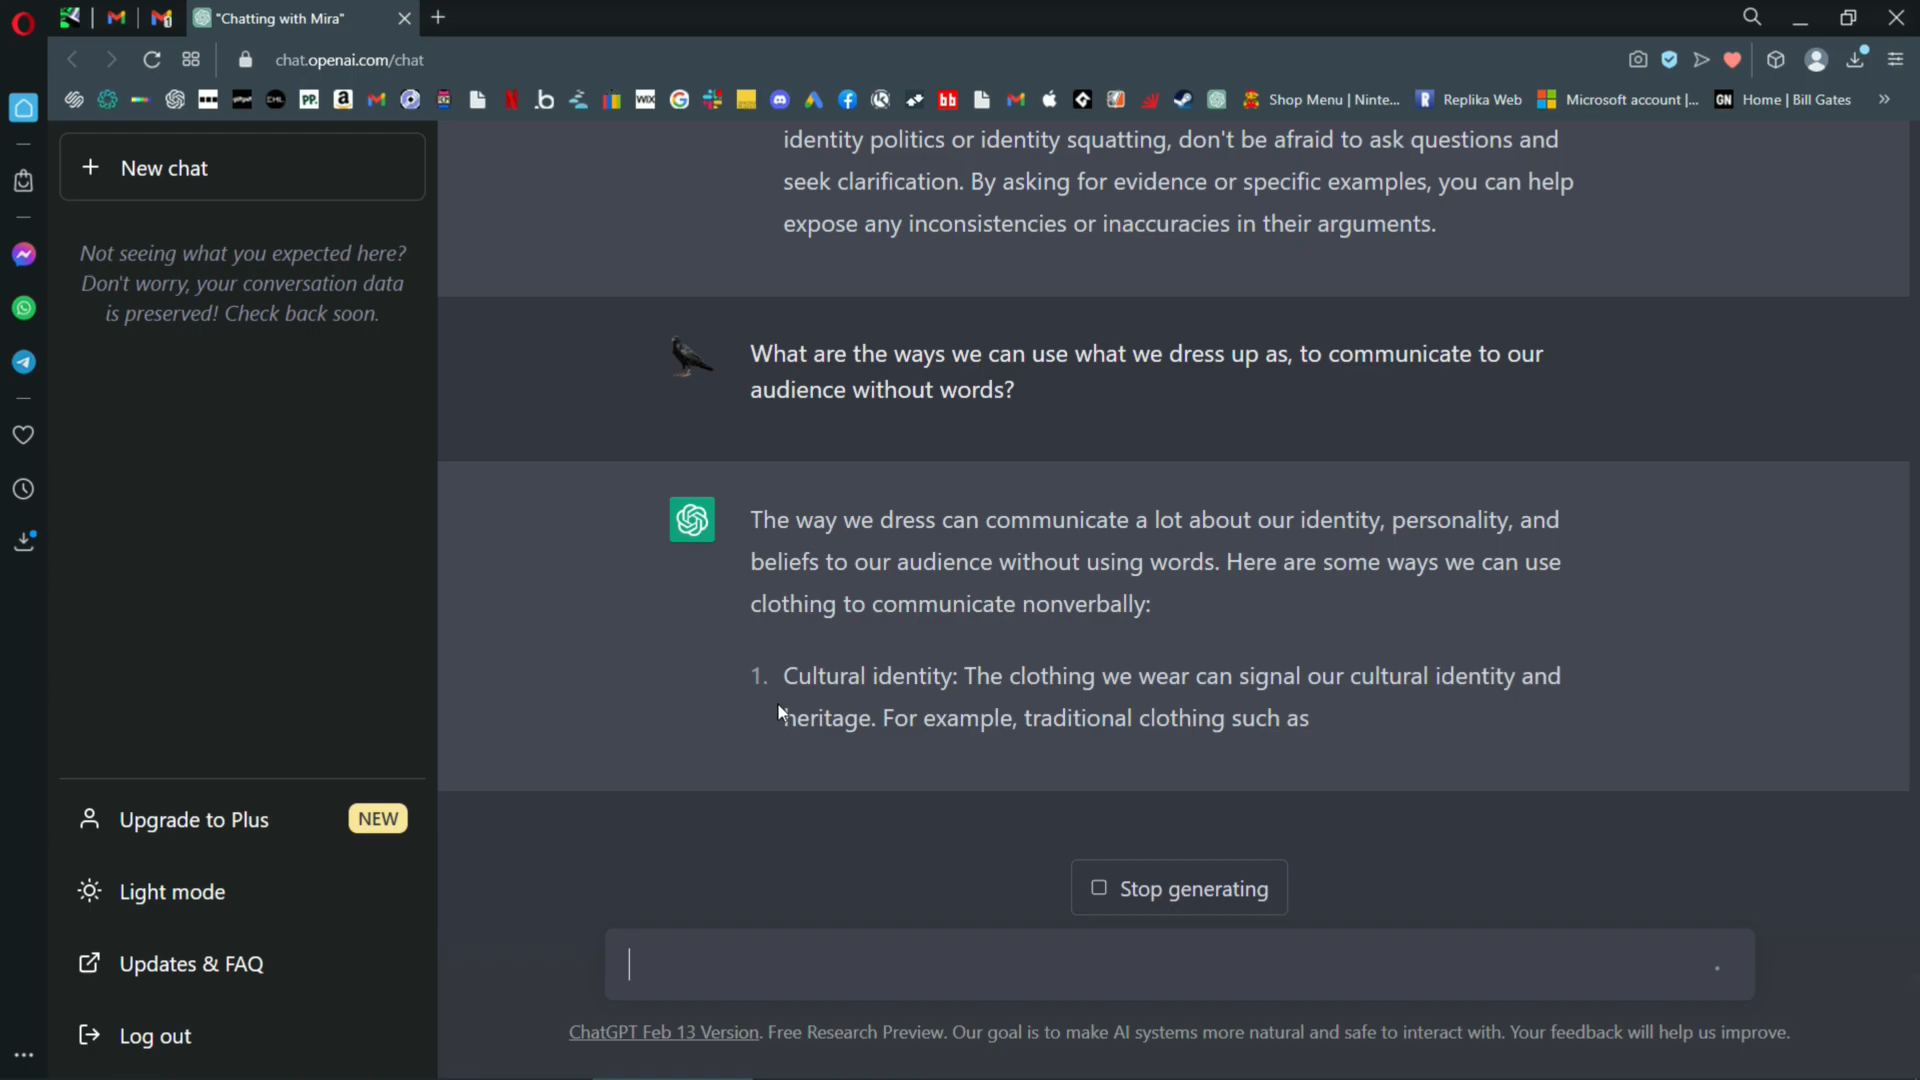 "Chatting with Mira"
chat.openai.com/chat
PP.
a
.b
WIX
G
bb
Shop Menu | Ninte...
R Replika Web
Microsoft account |...
GN Home | Bill Gates
New chat
Not seeing what you expected here?
Don't worry, your conversation data
is preserved! Check back soon.
identity politics or identity squatting, don't be afraid to ask questions and
seek clarification. By asking for evidence or specific examples, you can help
expose any inconsistencies or inaccuracies in their arguments.
What are the ways we can use what we dress up as, to communicate to our
audience without words?
The way we dress can communicate a lot about our identity, personality, and
beliefs to our audience without using words. Here are some ways we can use
clothing to communicate nonverbally:
1. Cultural identity: The clothing we wear can signal our cultural identity and
heritage. For example, traditional clothing such as
Upgrade to Plus NEW
Light mode
Updates & FAQ
Log out
Stop generating
ChatGPT Feb 13 Version. Free Research Preview. Our goal is to make AI systems more natural and safe to interact with. Your feedback will help us improve.